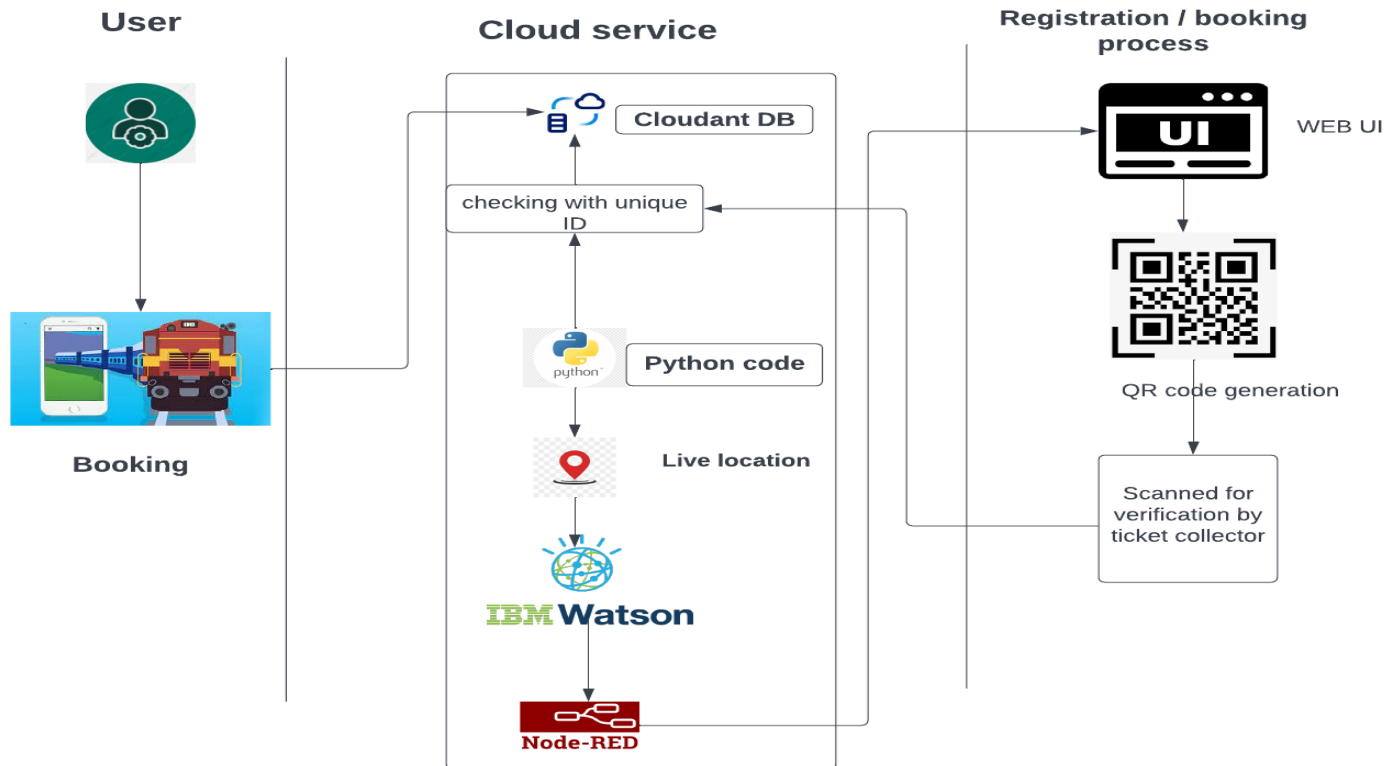 User
Cloud service
Registration / booking
process
Cloudant DB
UI
WEB UI
checking with unique
ID
python
Python code
QR code generation
Booking
Live location
Scanned for
verification by
ticket collector
IBM Watson
Node-RED